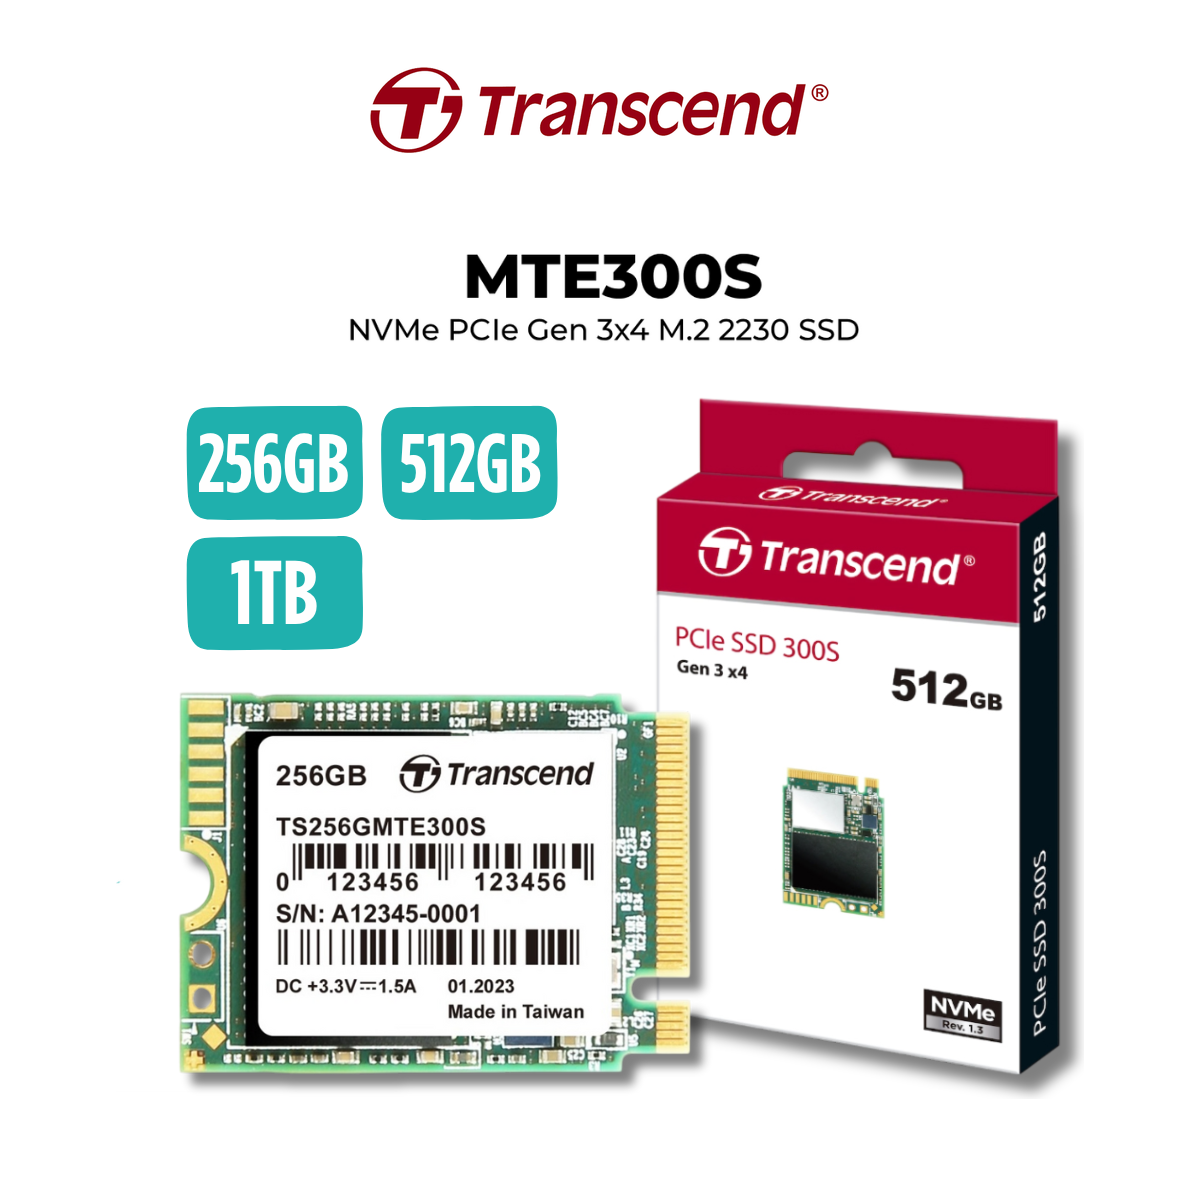 Transcend®
MTE300S
NVMe PCIe Gen 3x4 M.2 2230 SSD
256GB
512GB
1TB
Transcend®
Transcend®
PCIe SSD 300S
Gen 3 x4
512GB
512GB
PCIe SSD 300S
NVMe
Rev. 1.3
256GB Transcend
TS256GMTE300S
0 123456 123456
S/N: A12345-0001
DC +3.3V⎓1.5A 01.2023
Made in Taiwan